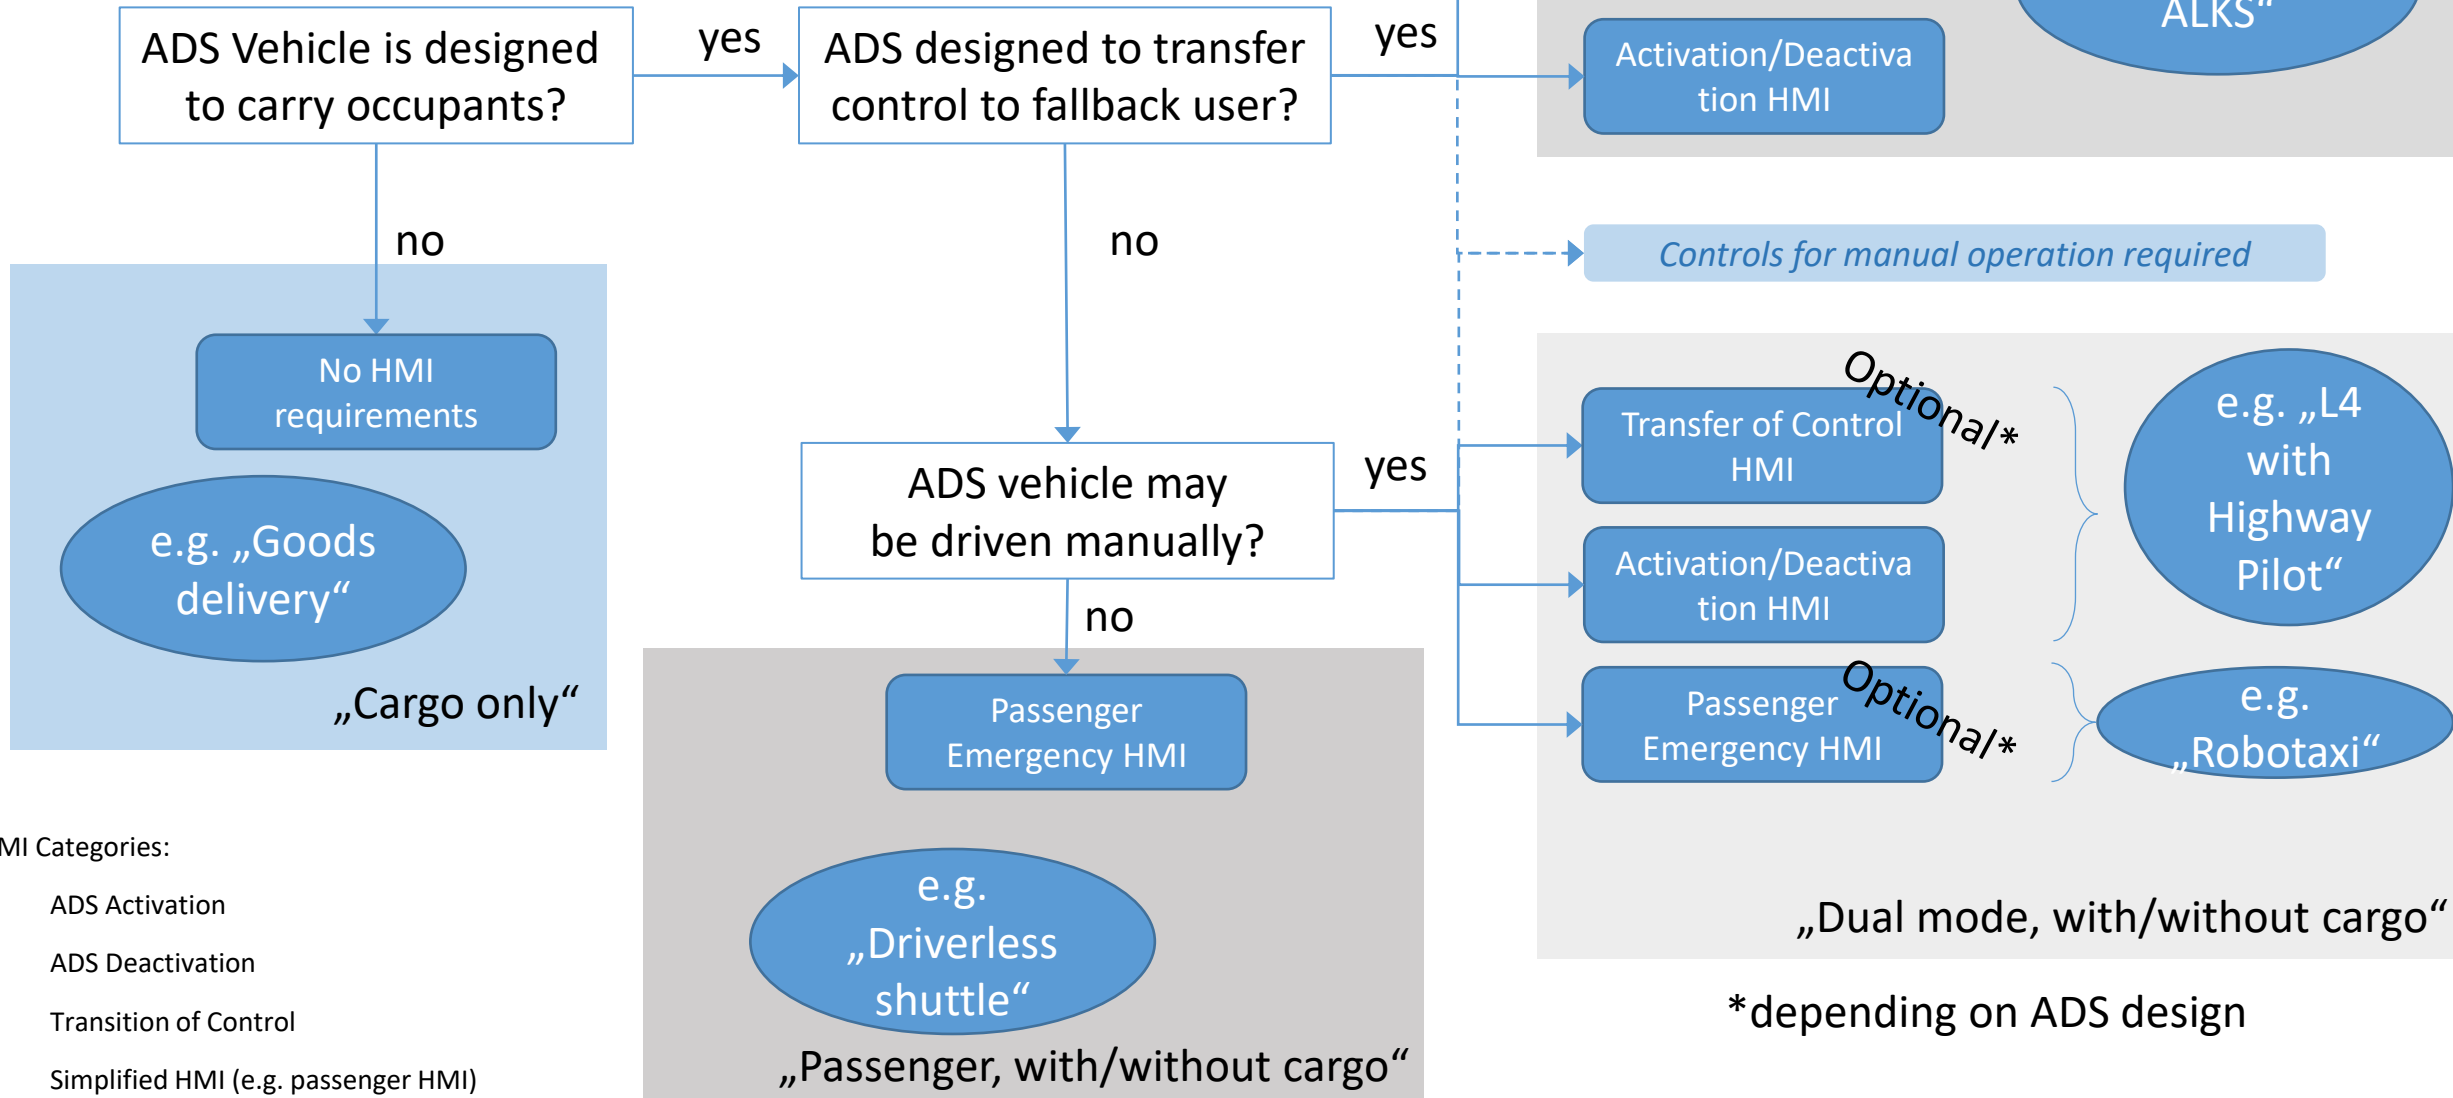 ADS Vehicle is designed
to carry occupants?
yes
ADS designed to transfer
control to fallback user?
yes
Activation/Deactiva
tion HMI
ALKS“
no
no
Controls for manual operation required
No HMI
requirements
e.g. „Goods
delivery“
„Cargo only“
ADS vehicle may
be driven manually?
yes
no
Transfer of Control
HMI
Optional*
Activation/Deactiva
tion HMI
e.g. „L4
with
Highway
Pilot“
Passenger
Emergency HMI
Optional*
e.g.
„Robotaxi“
„Dual mode, with/without cargo“
*depending on ADS design
Passenger
Emergency HMI
e.g.
„Driverless
shuttle“
„Passenger, with/without cargo“
MI Categories:
ADS Activation
ADS Deactivation
Transition of Control
Simplified HMI (e.g. passenger HMI)